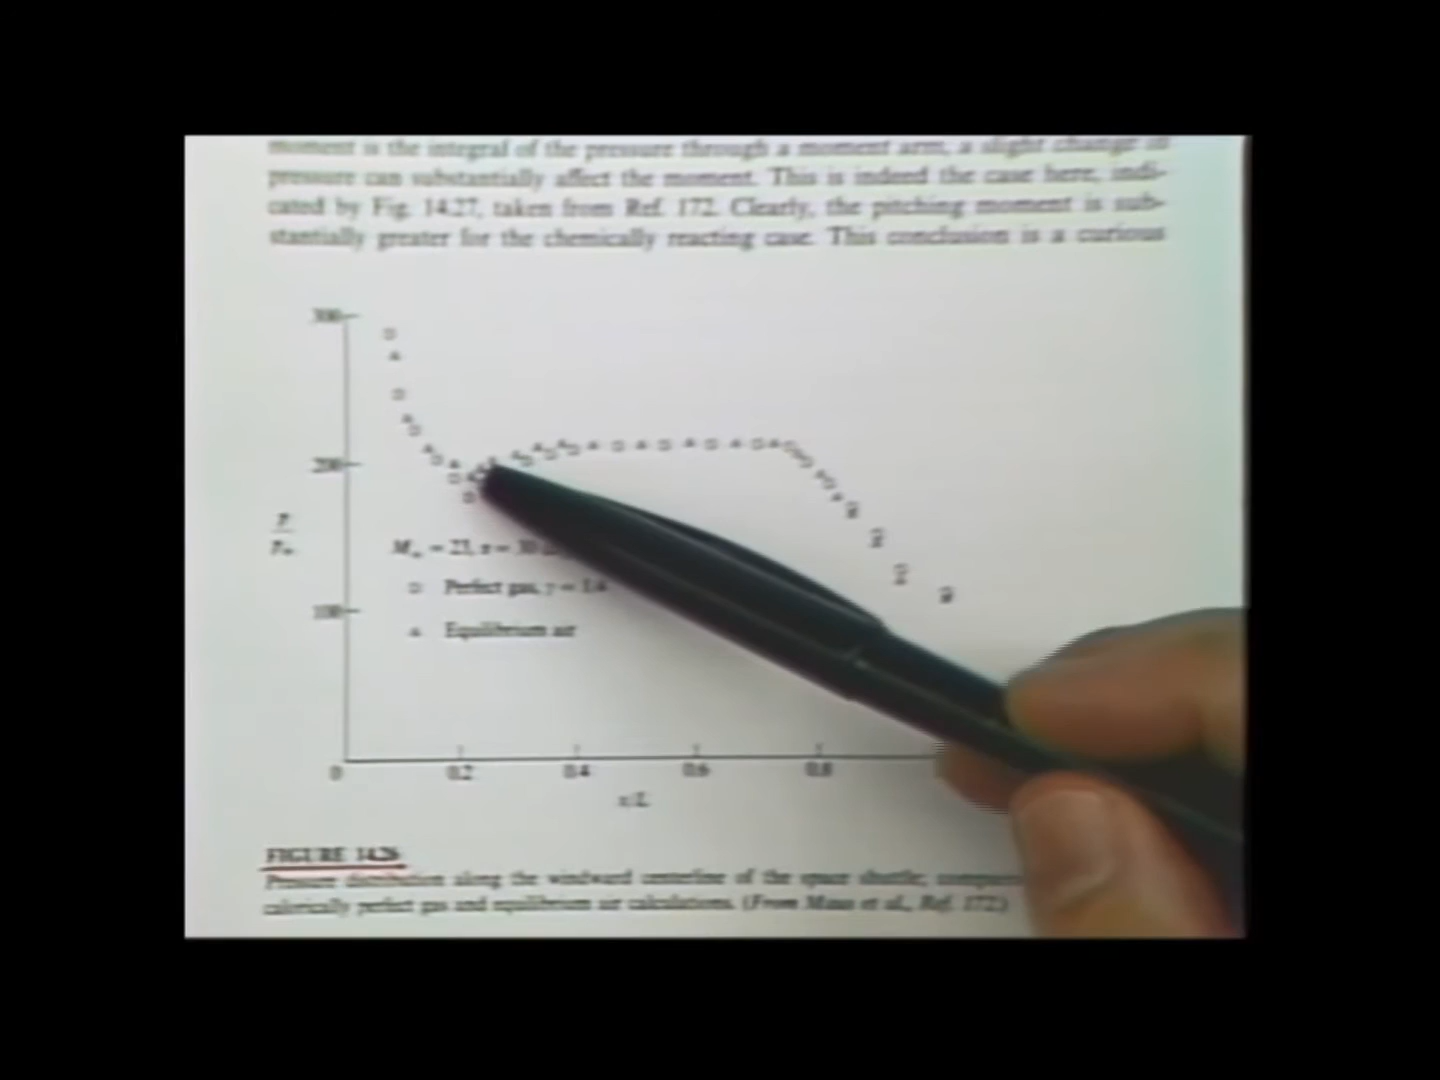 moment is the integral of the pressure through a moment arm, a slight change in
pressure can substantially affect the moment. This is indeed the case here, indi-
cated by Fig. 14.27, taken from Ref. 172. Clearly, the pitching moment is sub-
stantially greater for the chemically reacting case. This conclusion is a curious
300
200
100
0
0.2
0.4
0.6
0.8
x/L
M∞ = 23, α = 30
Perfect gas, γ = 1.4
Equilibrium air
FIGURE 14.26
Pressure distribution along the windward centerline of the space shuttle;
calorically perfect gas and equilibrium air calculations. (From Maus et al., Ref. 172)